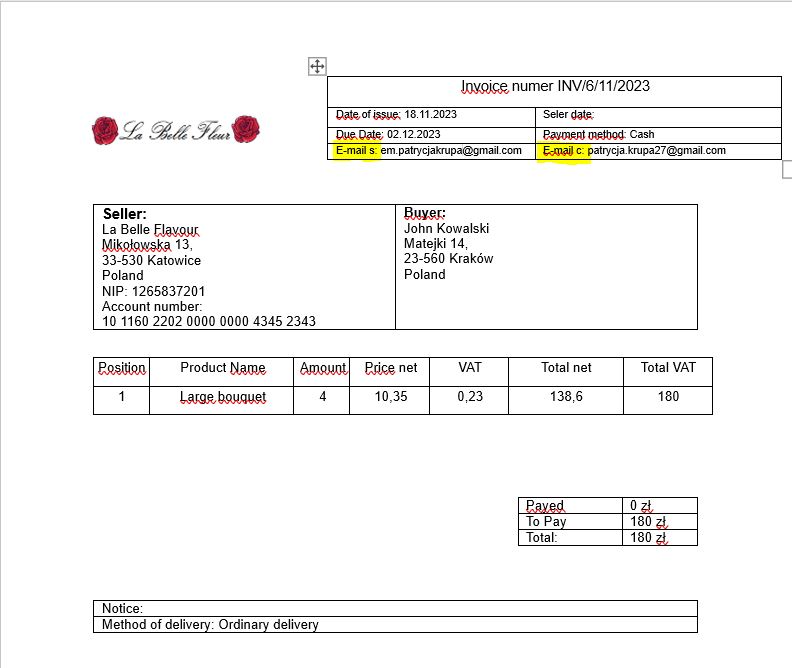 Invoice numer INV/6/11/2023
La Belle Fleur
Date of issue: 18.11.2023 Seler date:
Due Date: 02.12.2023 Payment method: Cash
E-mail s: em.patrycjakrupa@gmail.com E-mail c: patrycja.krupa27@gmail.com
Seller:
La Belle Flavour
Mikołowska 13,
33-530 Katowice
Poland
NIP: 1265837201
Account number:
10 1160 2202 0000 0000 4345 2343
Buyer:
John Kowalski
Matejki 14,
23-560 Kraków
Poland
Position Product Name Amount Price net VAT Total net Total VAT
1 Large bouquet 4 10,35 0,23 138,6 180
Payed 0 zł
To Pay 180 zł
Total: 180 zł
Notice:
Method of delivery: Ordinary delivery